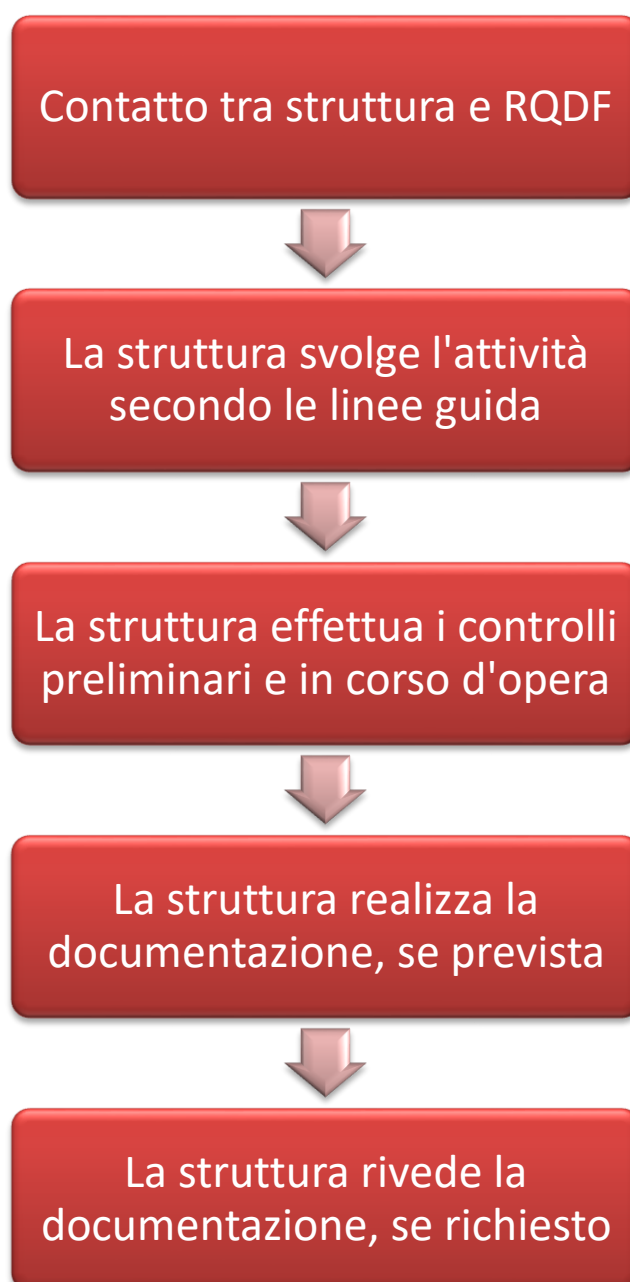 Contatto tra struttura e RQDF
La struttura svolge l'attività
secondo le linee guida
La struttura effettua i controlli
preliminari e in corso d'opera
La struttura realizza la
documentazione, se prevista
La struttura rivede la
documentazione, se richiesto